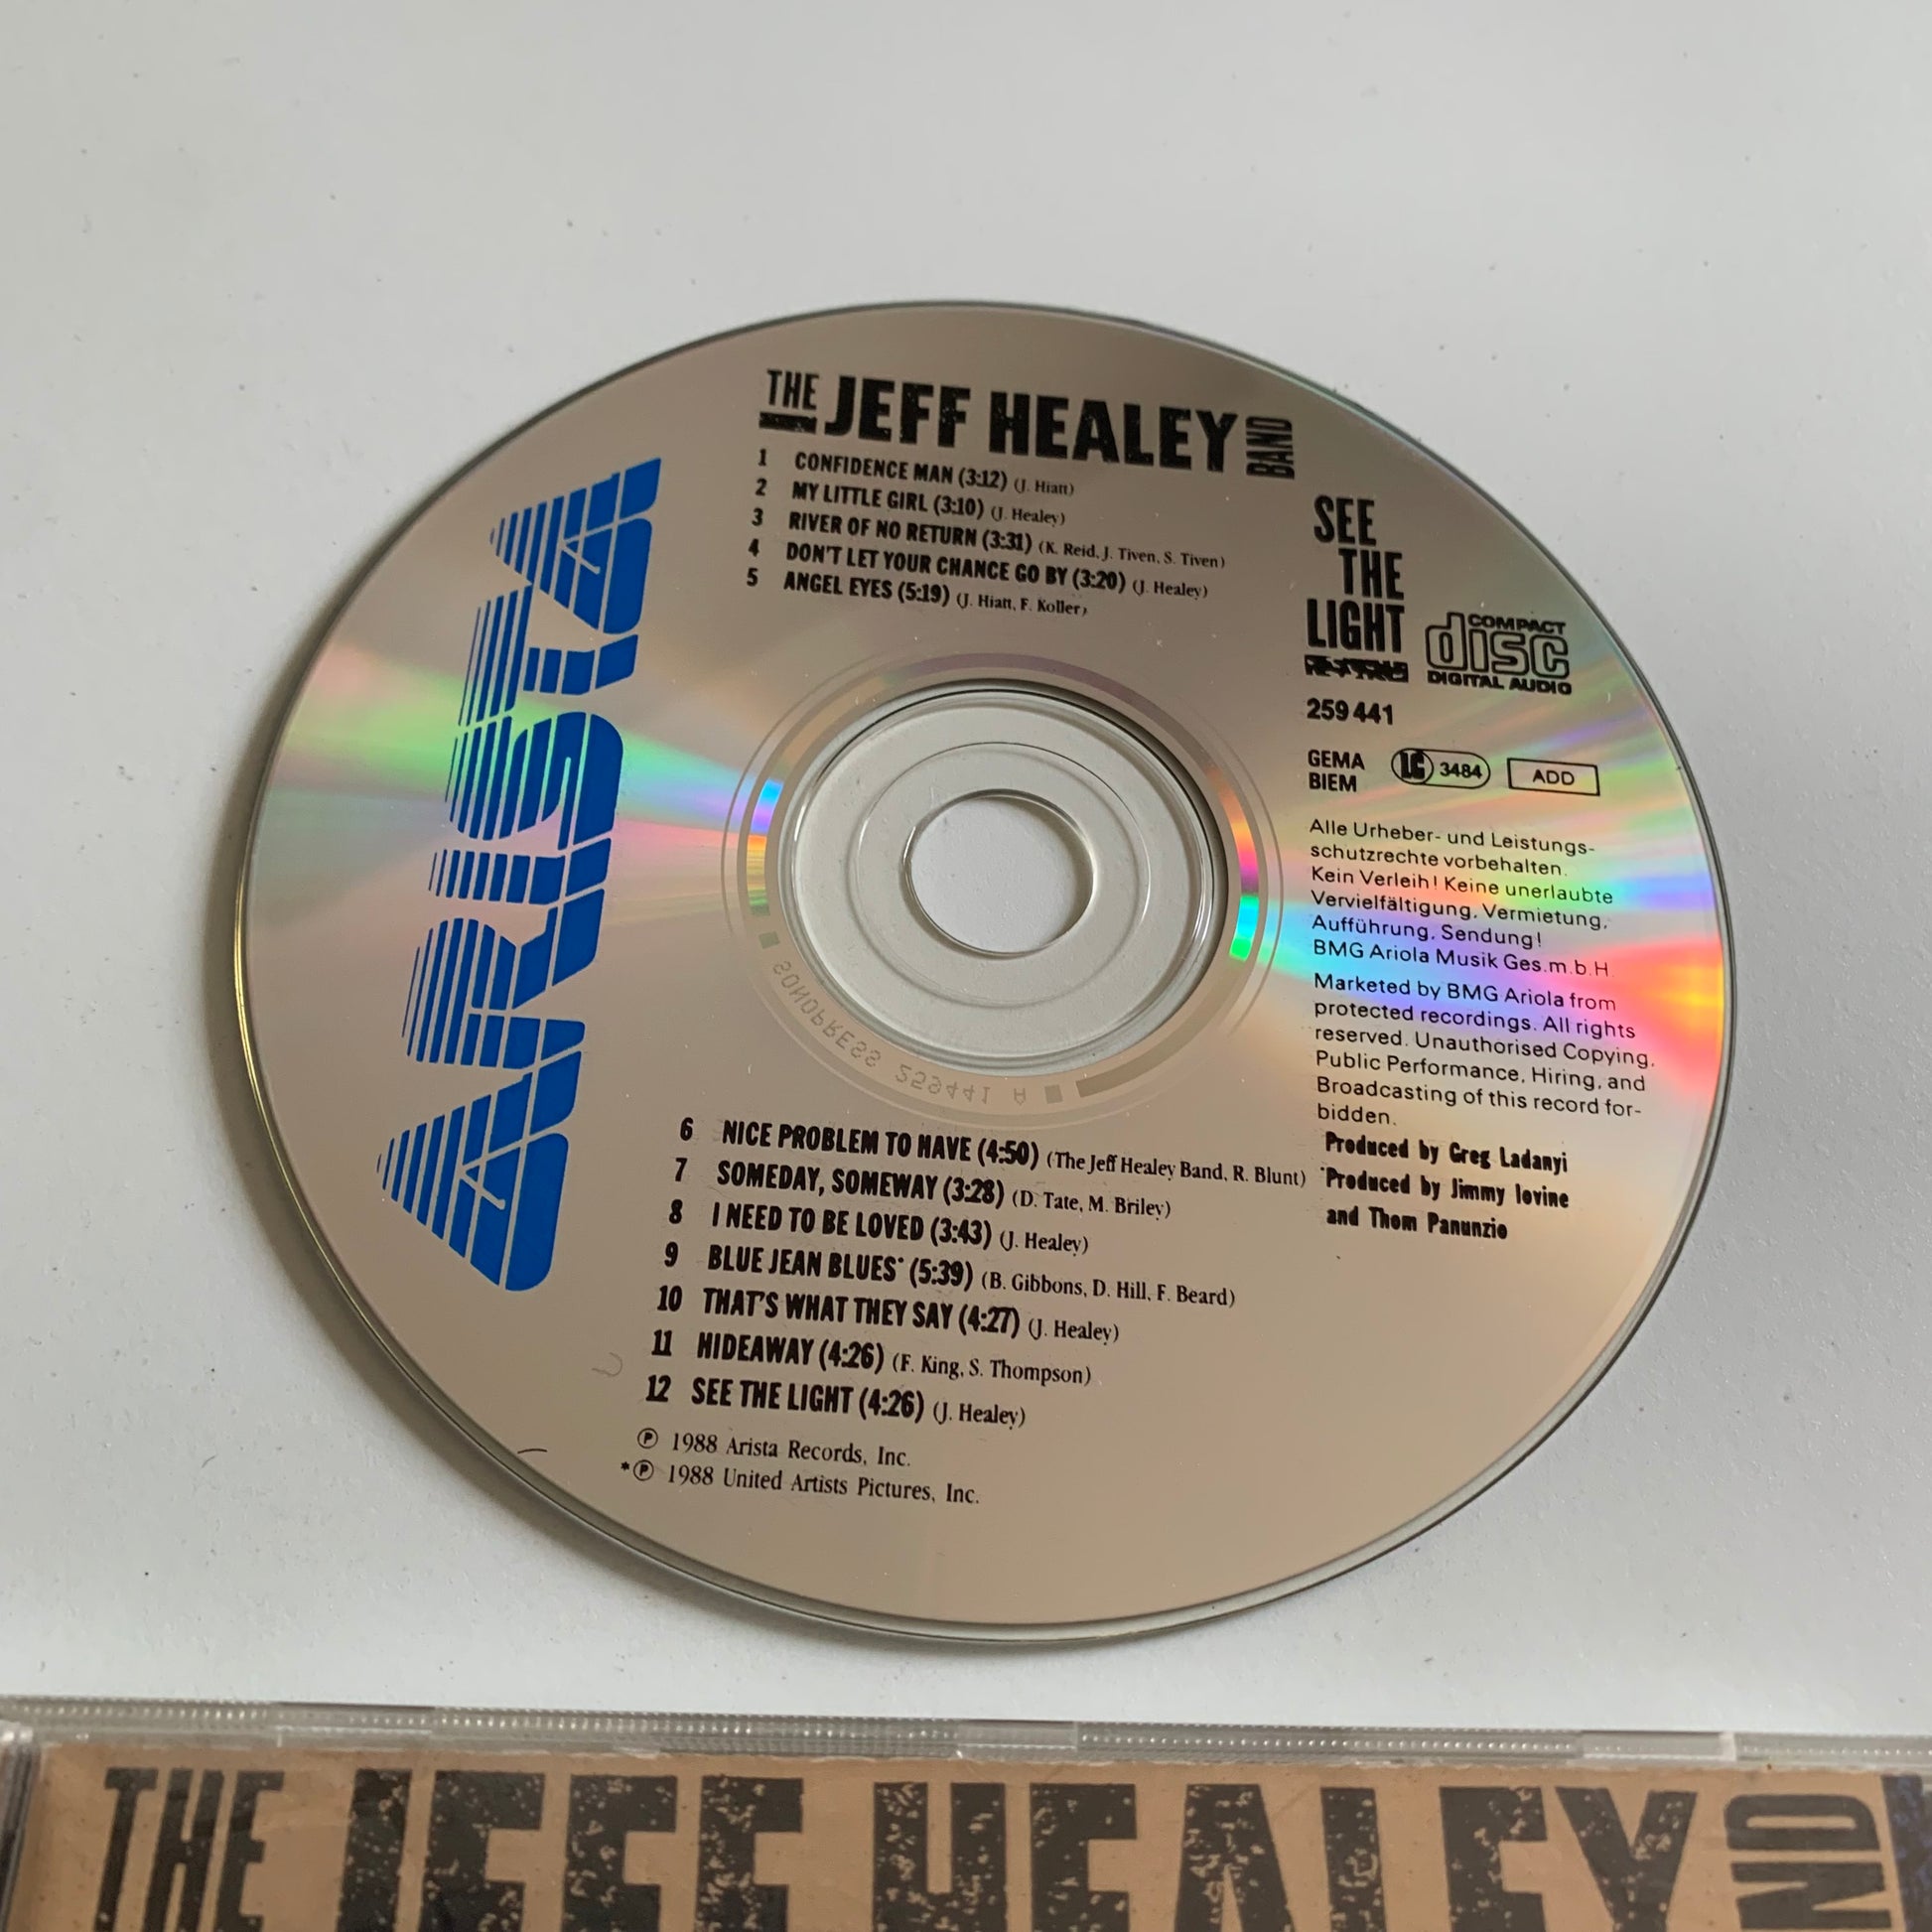 THE JEFF HEALEY BAND
1 CONFIDENCE MAN (3:12) (J. Hiatt)
2 MY LITTLE GIRL (3:10) (J. Healey)
3 RIVER OF NO RETURN (3:31) (K. Reid, J. Tiven, S. Tiven)
4 DON'T LET YOUR CHANCE GO BY (3:20) (J. Healey)
5 ANGEL EYES (5:19) (J. Hiatt, F. Koller)
ARISTA
SEE
THE
LIGHT
COMPACT
disc
DIGITAL AUDIO
259 441
GEMA
BIEM
LC 3484
ADD
Alle Urheber- und Leistungs-
schutzrechte vorbehalten.
Kein Verleih! Keine unerlaubte
Vervielfältigung, Vermietung,
Aufführung, Sendung!
BMG Ariola Musik Ges.m.b.H.
Marketed by BMG Ariola from
protected recordings. All rights
reserved. Unauthorised Copying,
Public Performance, Hiring, and
Broadcasting of this record for-
bidden.
Produced by Greg Ladanyi
*Produced by Jimmy Iovine
and Thom Panunzio
SONOPRESS 259441 A
6 NICE PROBLEM TO HAVE (4:50) (The Jeff Healey Band, R. Blunt)
7 SOMEDAY, SOMEWAY (3:28) (D. Tate, M. Briley)
8 I NEED TO BE LOVED (3:43) (J. Healey)
9 BLUE JEAN BLUES* (5:39) (B. Gibbons, D. Hill, F. Beard)
10 THAT'S WHAT THEY SAY (4:27) (J. Healey)
11 HIDEAWAY (4:26) (F. King, S. Thompson)
12 SEE THE LIGHT (4:26) (J. Healey)
℗ 1988 Arista Records, Inc.
*℗ 1988 United Artists Pictures, Inc.
THE JEFF HEALEY